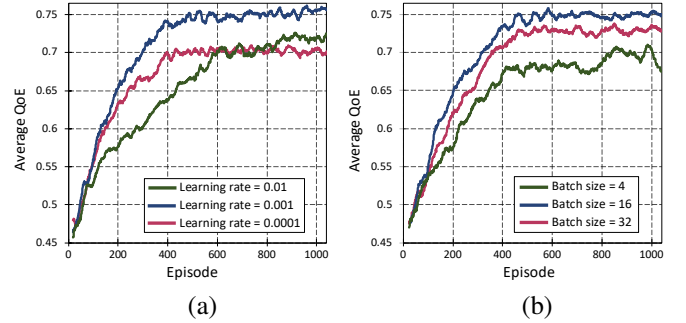 Average QoE
0.75
0.7
0.65
0.6
0.55
0.5
0.45
0 200 400 600 800 1000
Episode
Learning rate = 0.01
Learning rate = 0.001
Learning rate = 0.0001
(a)
Average QoE
0.75
0.7
0.65
0.6
0.55
0.5
0.45
0 200 400 600 800 1000
Episode
Batch size = 4
Batch size = 16
Batch size = 32
(b)